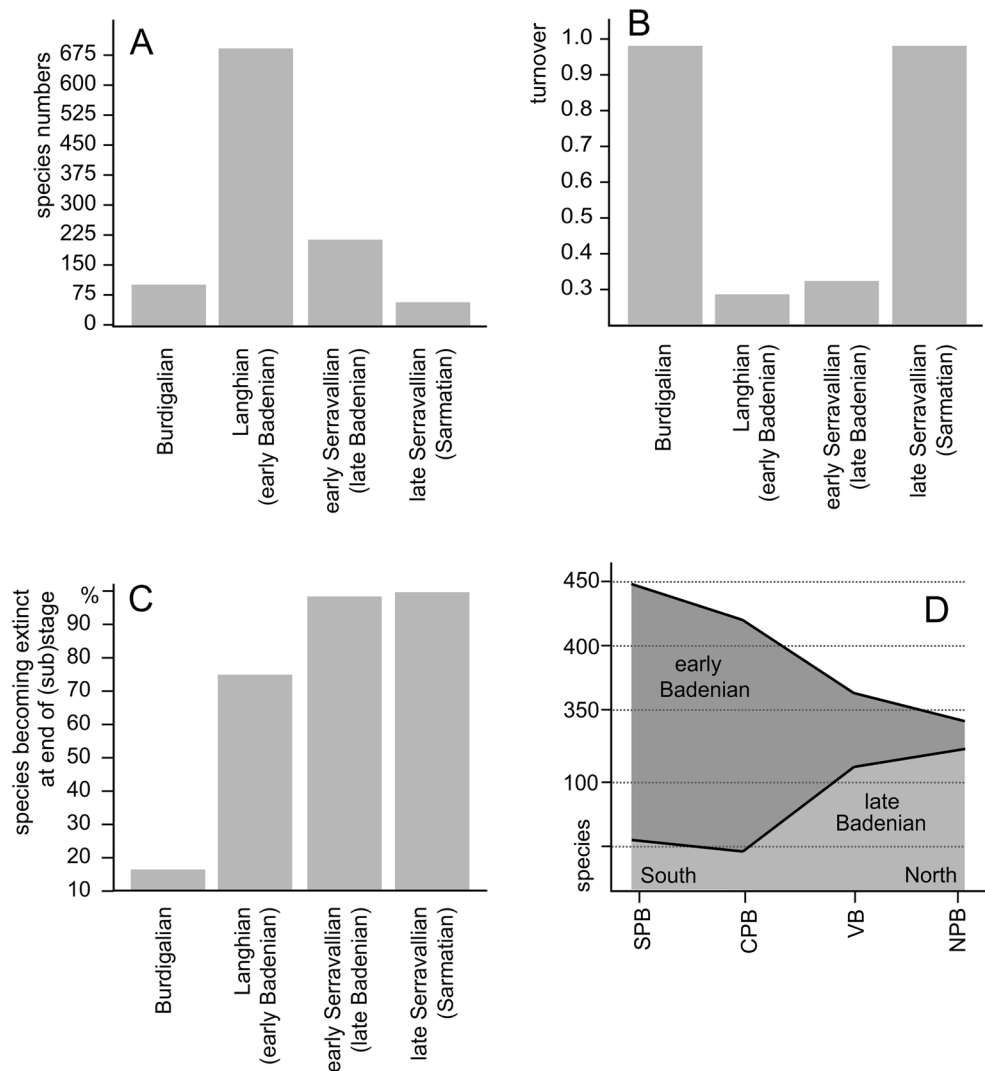 A
species numbers
675
600
525
450
375
300
225
150
75
0
Burdigalian
Langhian
(early Badenian)
early Serravallian
(late Badenian)
late Serravallian
(Sarmatian)
B
turnover
1.0
0.9
0.8
0.7
0.6
0.5
0.4
0.3
Burdigalian
Langhian
(early Badenian)
early Serravallian
(late Badenian)
late Serravallian
(Sarmatian)
C
species becoming extinct
at end of (sub)stage
%
90
80
70
60
50
40
30
20
10
Burdigalian
Langhian
(early Badenian)
early Serravallian
(late Badenian)
late Serravallian
(Sarmatian)
D
species
450
400
350
100
early
Badenian
late
Badenian
South
North
SPB
CPB
VB
NPB